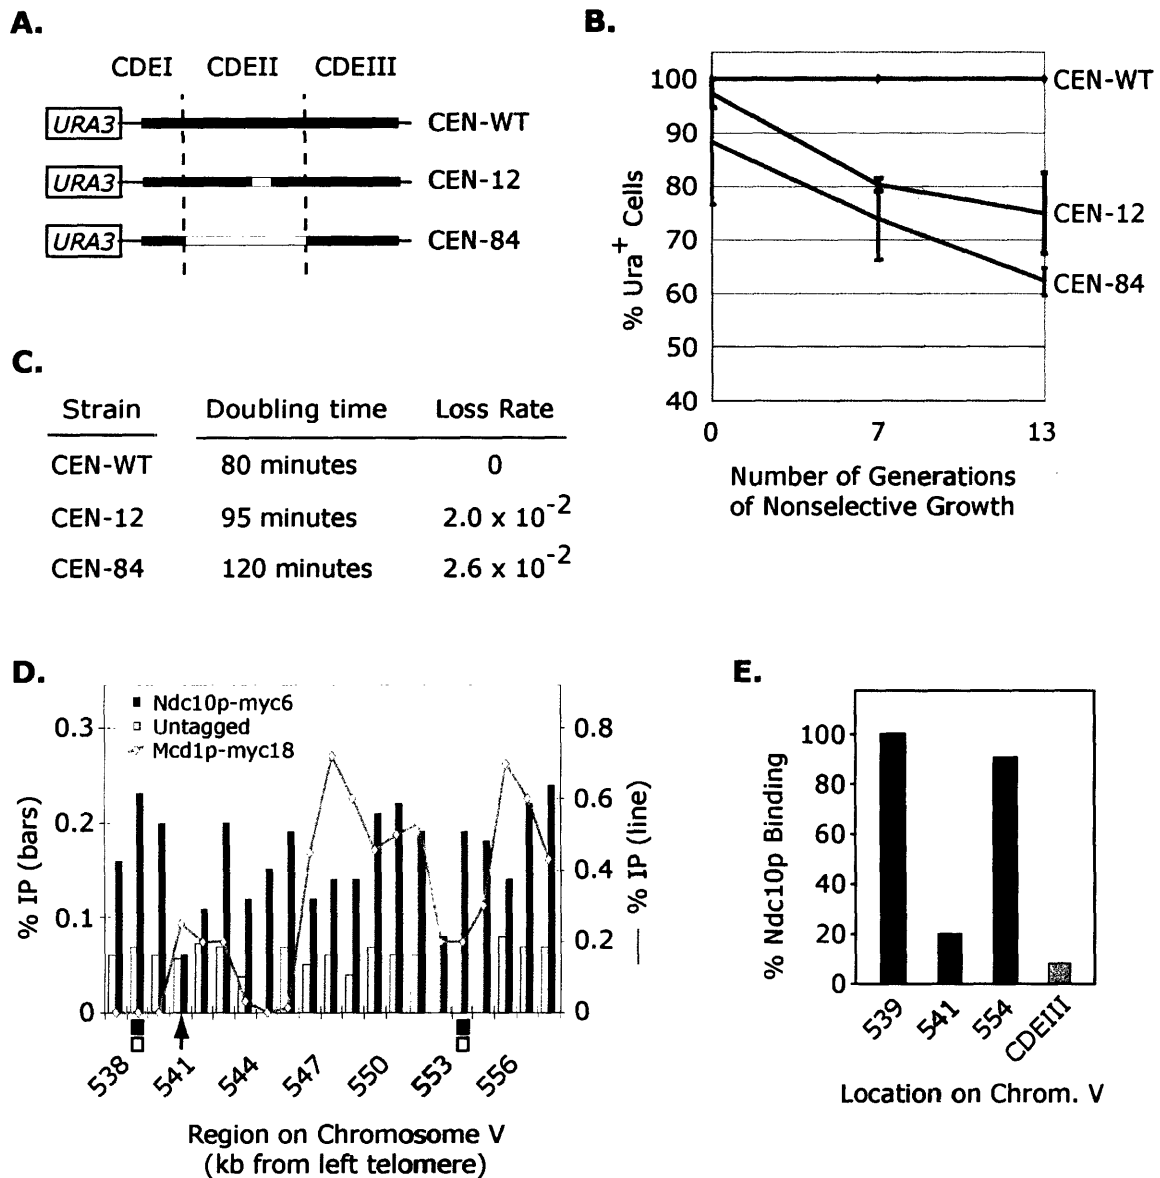 A.
CDEI CDEII CDEIII
URA3 CEN-WT
URA3 CEN-12
URA3 CEN-84
B.
100
90
80
70
60
50
40
% Ura+ Cells
CEN-WT
CEN-12
CEN-84
0 7 13
Number of Generations
of Nonselective Growth
C.
Strain Doubling time Loss Rate
CEN-WT 80 minutes 0
CEN-12 95 minutes 2.0 x 10-2
CEN-84 120 minutes 2.6 x 10-2
D.
Ndc10p-myc6
Untagged
Mcd1p-myc18
0.3
0.2
0.1
0
% IP (bars)
0.8
0.6
0.4
0.2
0
% IP (line)
538 541 544 547 550 553 556
Region on Chromosome V
(kb from left telomere)
E.
100
80
60
40
20
0
% Ndc10p Binding
539 541 554 CDEIII
Location on Chrom. V